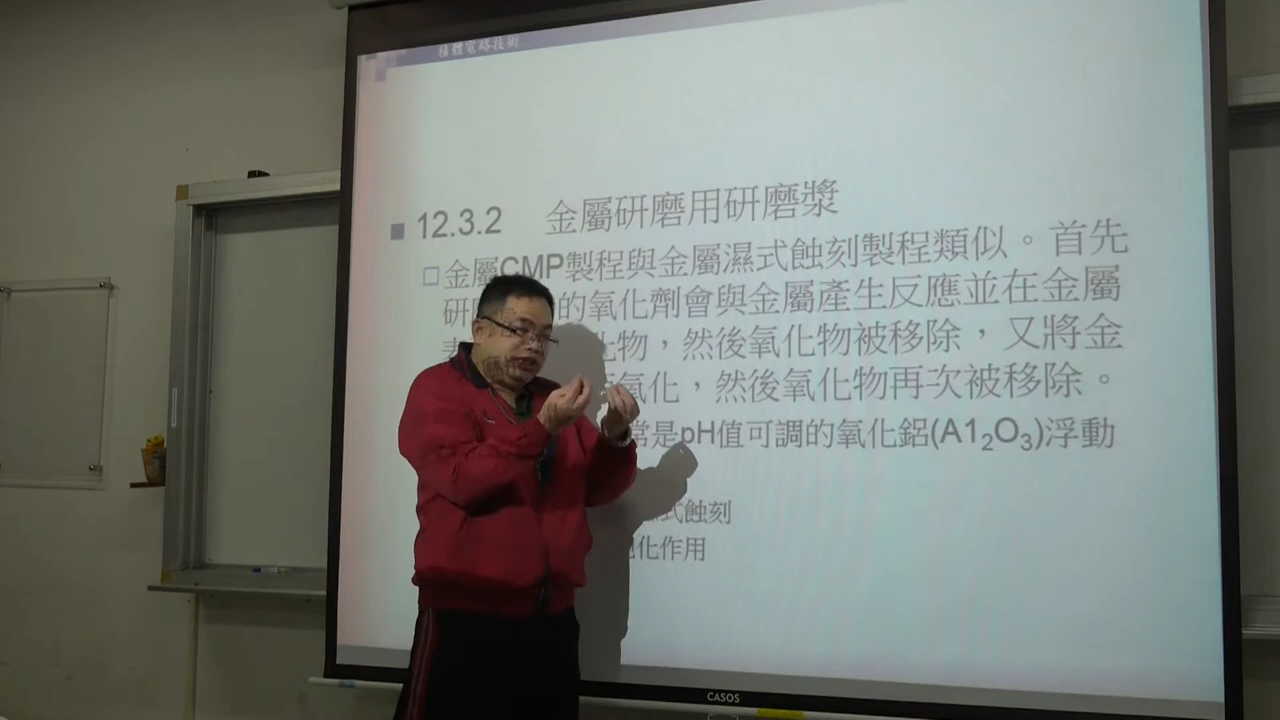 積體電路技術
12.3.2 金屬研磨用研磨漿
金屬CMP製程與金屬濕式蝕刻製程類似。首先
研 的氧化劑會與金屬產生反應並在金屬
化物，然後氧化物被移除，又將金
氧化，然後氧化物再次被移除。
常是pH值可調的氧化鋁(A1₂O₃)浮動
式蝕刻
化作用
CASOS